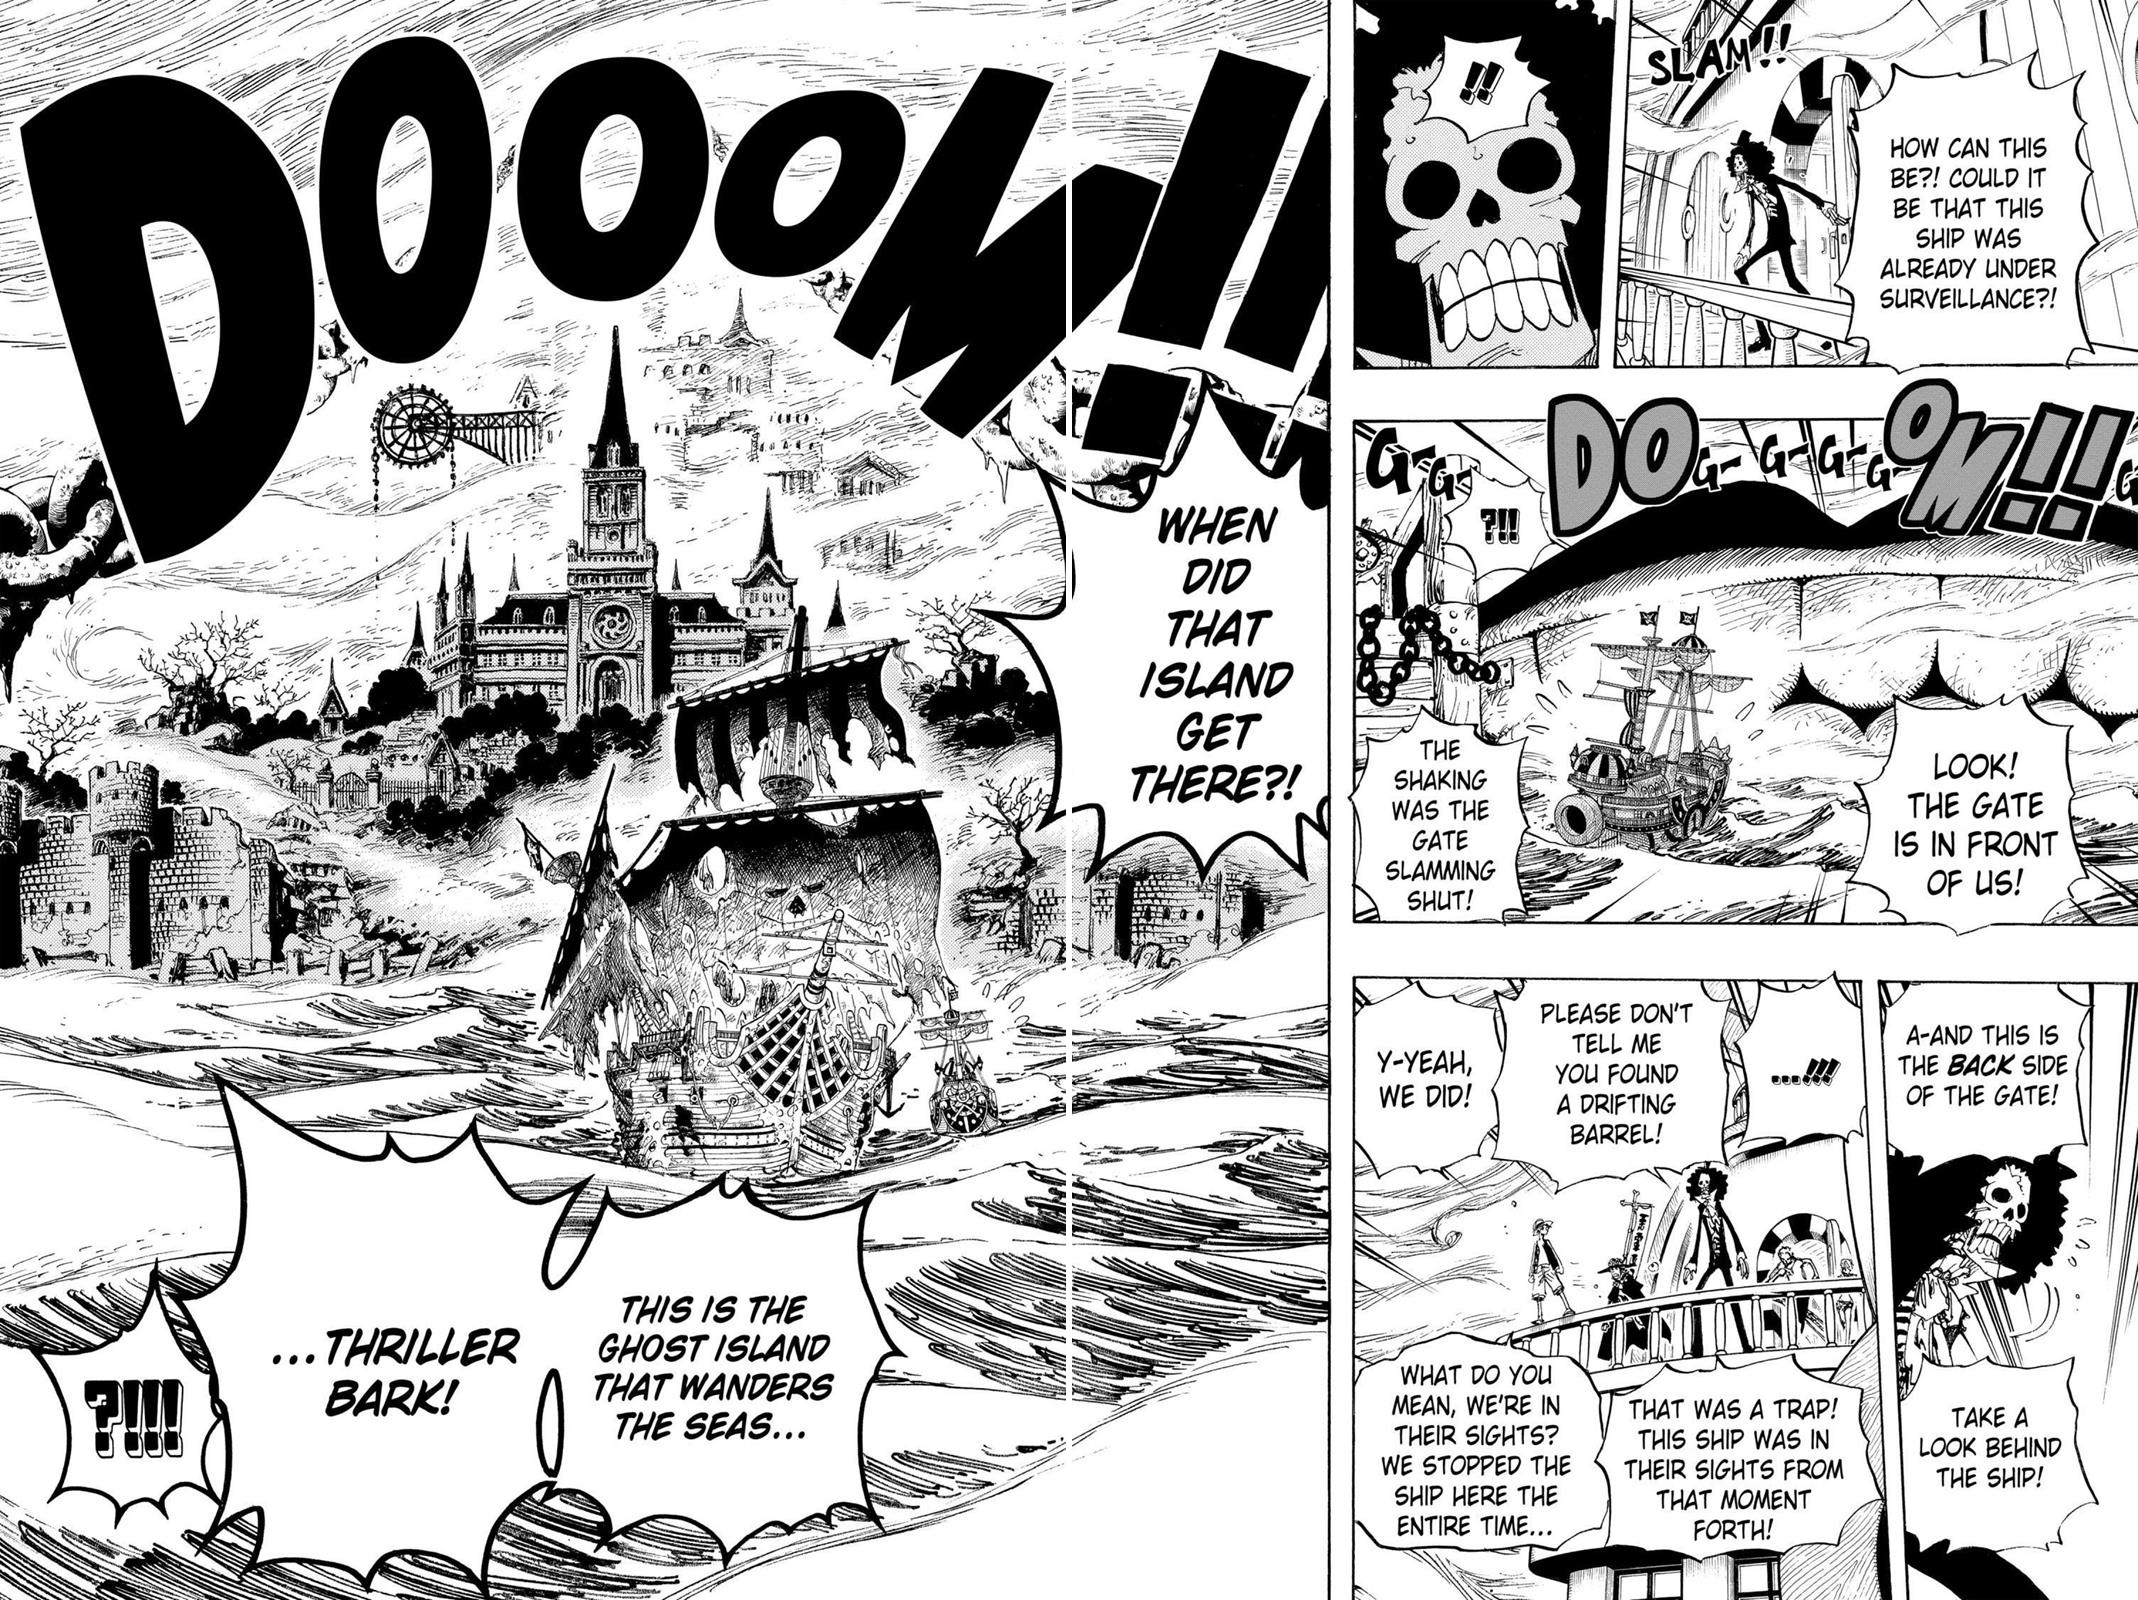 SLAM!!
HOW CAN THIS
BE?! COULD IT
BE THAT THIS
SHIP WAS
ALREADY UNDER
SURVEILLANCE?!
!!
DOOM!!
G-
G-
G-
G-
G-
G-
G
?!!
LOOK!
THE GATE
IS IN FRONT
OF US!
THE
SHAKING
WAS THE
GATE
SLAMMING
SHUT!
A-AND THIS IS
THE BACK SIDE
OF THE GATE!
TAKE A
LOOK BEHIND
THE SHIP!
...!!!
PLEASE DON'T
TELL ME
YOU FOUND
A DRIFTING
BARREL!
Y-YEAH,
WE DID!
THAT WAS A TRAP!
THIS SHIP WAS IN
THEIR SIGHTS FROM
THAT MOMENT
FORTH!
WHAT DO YOU
MEAN, WE'RE IN
THEIR SIGHTS?
WE STOPPED THE
SHIP HERE THE
ENTIRE TIME...
DOOOOM!!
WHEN
DID
THAT
ISLAND
GET
THERE?!
THIS IS THE
GHOST ISLAND
THAT WANDERS
THE SEAS...
...THRILLER
BARK!
?!!!